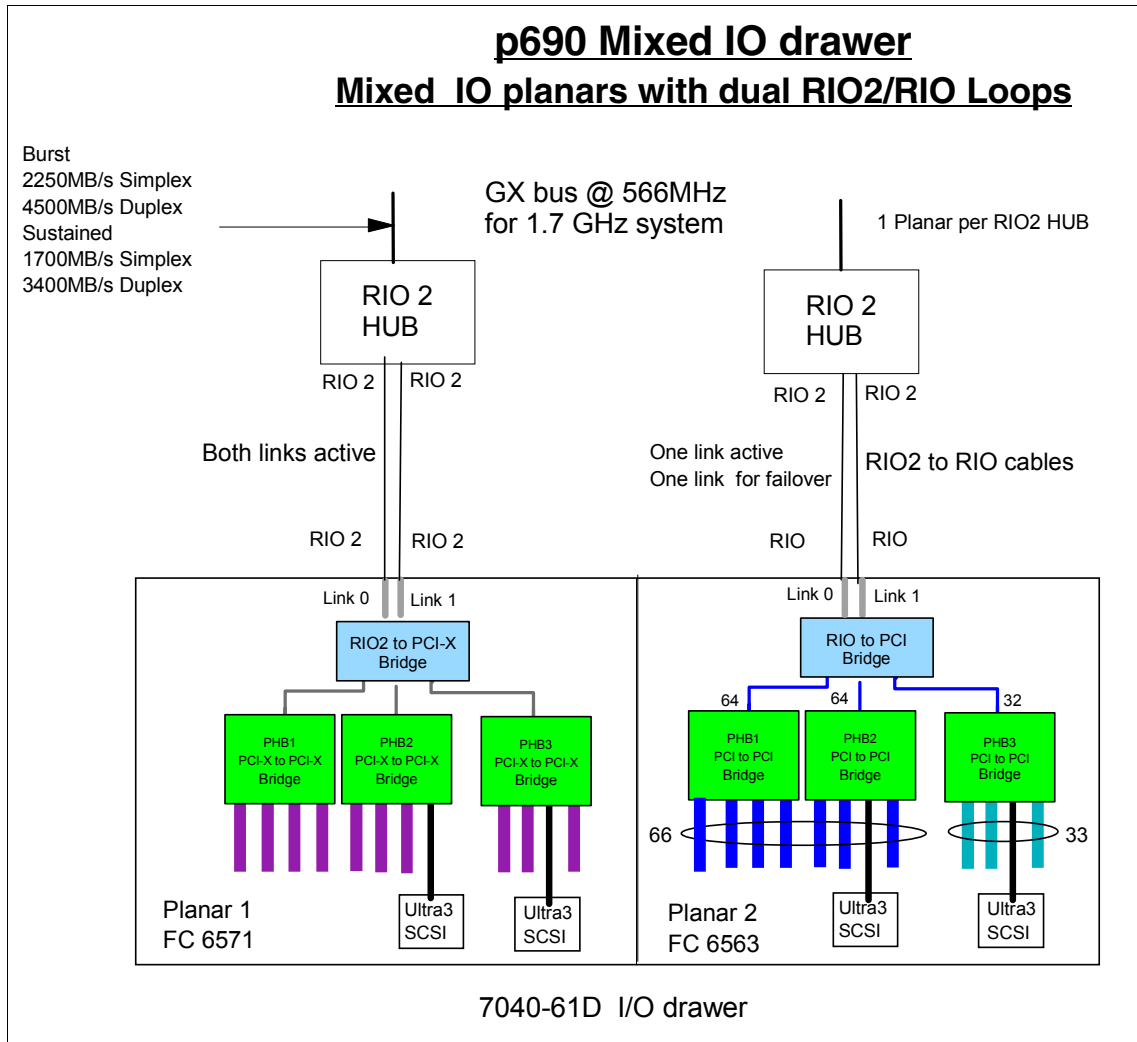 p690 Mixed IO drawer
Mixed IO planars with dual RIO2/RIO Loops
Burst
2250MB/s Simplex
4500MB/s Duplex
Sustained
1700MB/s Simplex
3400MB/s Duplex
GX bus @ 566MHz
for 1.7 GHz system
1 Planar per RIO2 HUB
RIO 2
HUB
RIO 2
HUB
RIO 2
RIO 2
RIO 2
RIO 2
Both links active
One link active
One link for failover
RIO2 to RIO cables
RIO 2
RIO 2
RIO
RIO
Link 0
Link 1
Link 0
Link 1
RIO2 to PCI-X
Bridge
RIO to PCI
Bridge
64
64
32
PHB1
PCI-X to PCI-X
Bridge
PHB2
PCI-X to PCI-X
Bridge
PHB3
PCI-X to PCI-X
Bridge
PHB1
PCI to PCI
Bridge
PHB2
PCI to PCI
Bridge
PHB3
PCI to PCI
Bridge
66
33
Planar 1
FC 6571
Ultra3
SCSI
Ultra3
SCSI
Planar 2
FC 6563
Ultra3
SCSI
Ultra3
SCSI
7040-61D I/O drawer